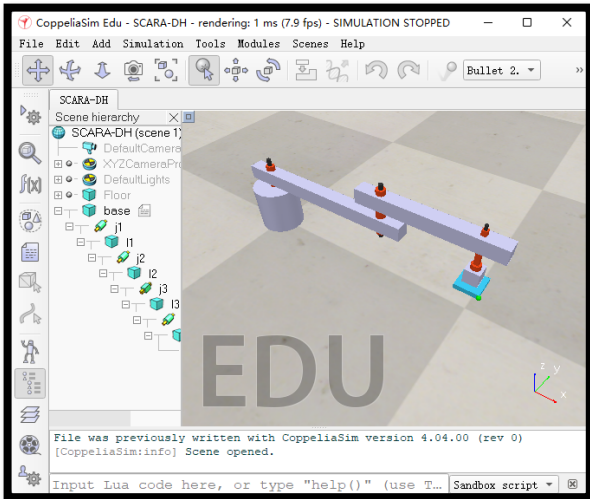 CoppeliaSim Edu - SCARA-DH - rendering: 1 ms (7.9 fps) - SIMULATION STOPPED
File Edit Add Simulation Tools Modules Scenes Help
Bullet 2.
»
SCARA-DH
Scene hierarchy
SCARA-DH (scene 1)
DefaultCamera
XYZCameraPro
DefaultLights
Floor
base
j1
l1
j2
l2
j3
l3
f(x)
EDU
z
y
x
File was previously written with CoppeliaSim version 4.04.00 (rev 0)
[CoppeliaSim:info] Scene opened.
Input Lua code here, or type "help()" (use T...
Sandbox script